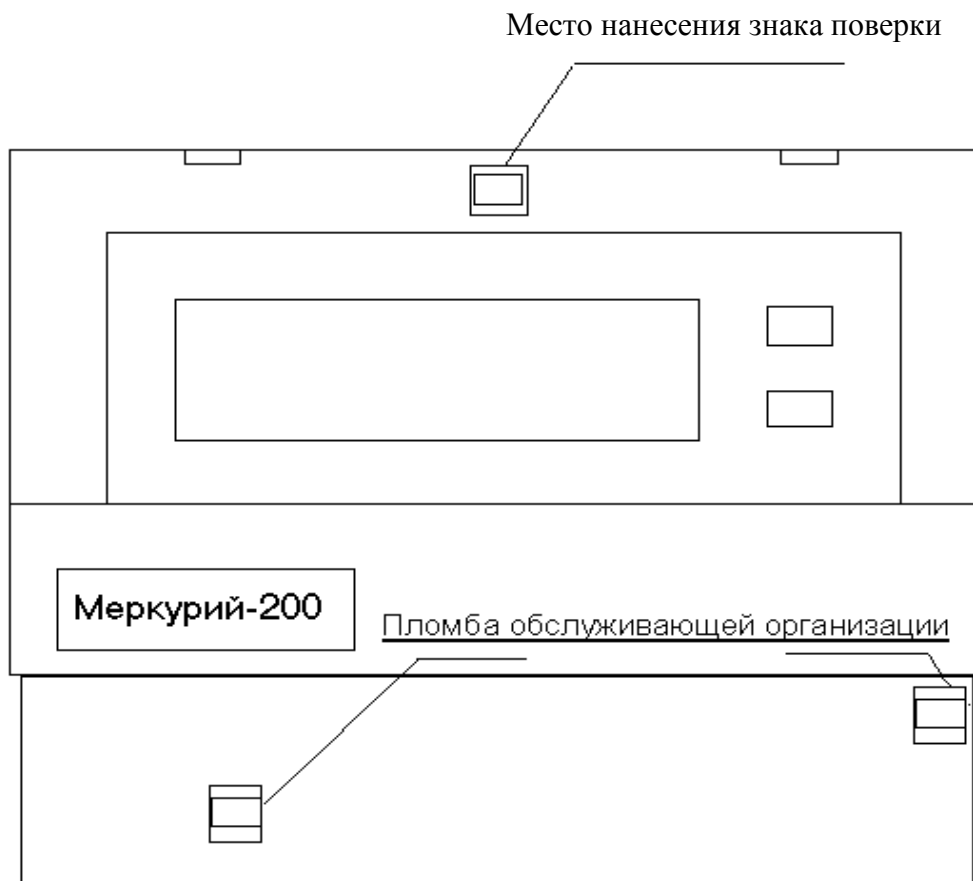 Место нанесения знака поверки
Меркурий-200
Пломба обслуживающей организации